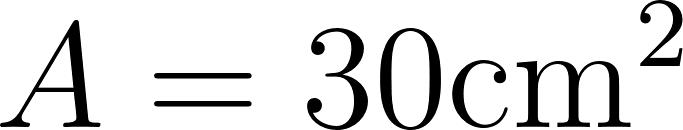 A = 30cm²